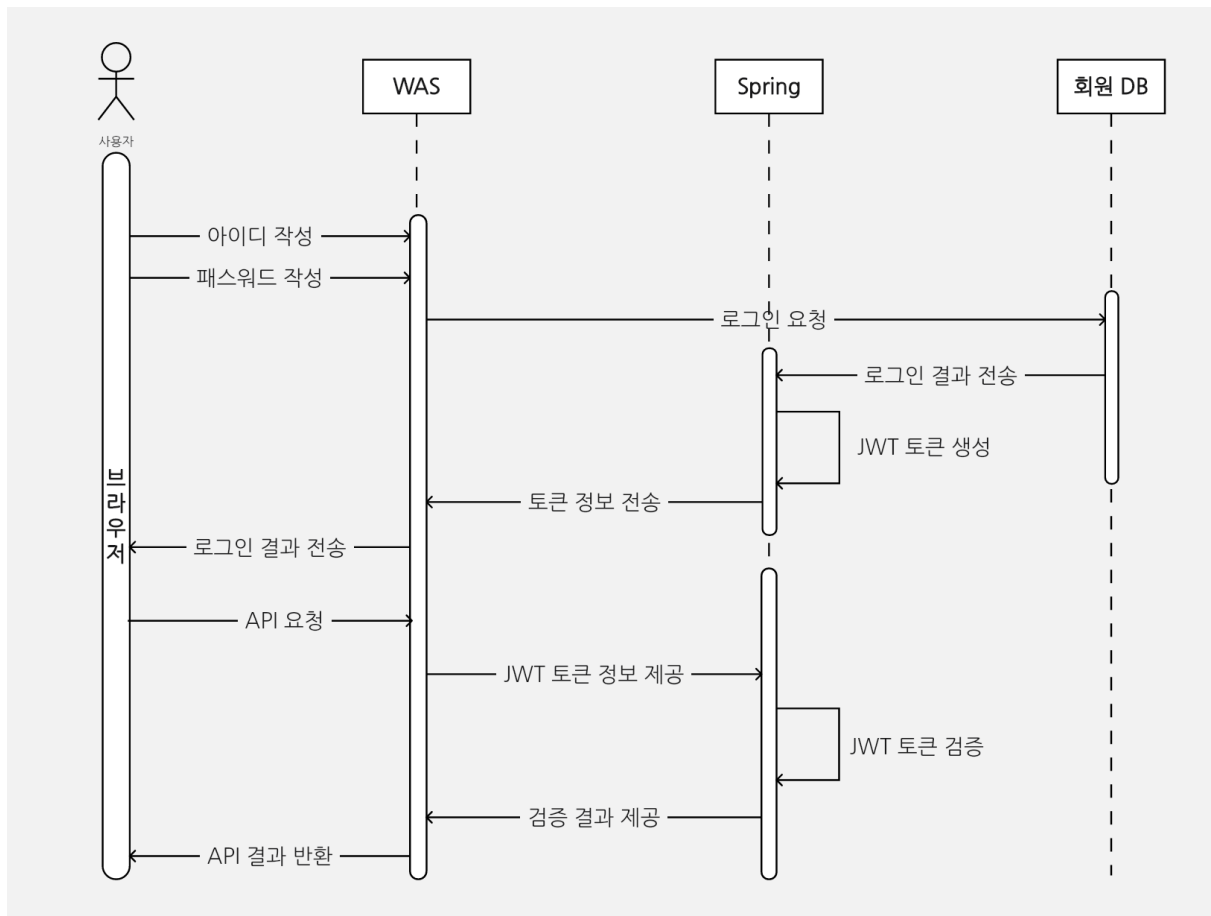 WAS
Spring
회원 DB
사용자
아이디 작성
패스워드 작성
로그인 요청
로그인 결과 전송
JWT 토큰 생성
브라우저
토큰 정보 전송
로그인 결과 전송
API 요청
JWT 토큰 정보 제공
JWT 토큰 검증
검증 결과 제공
API 결과 반환